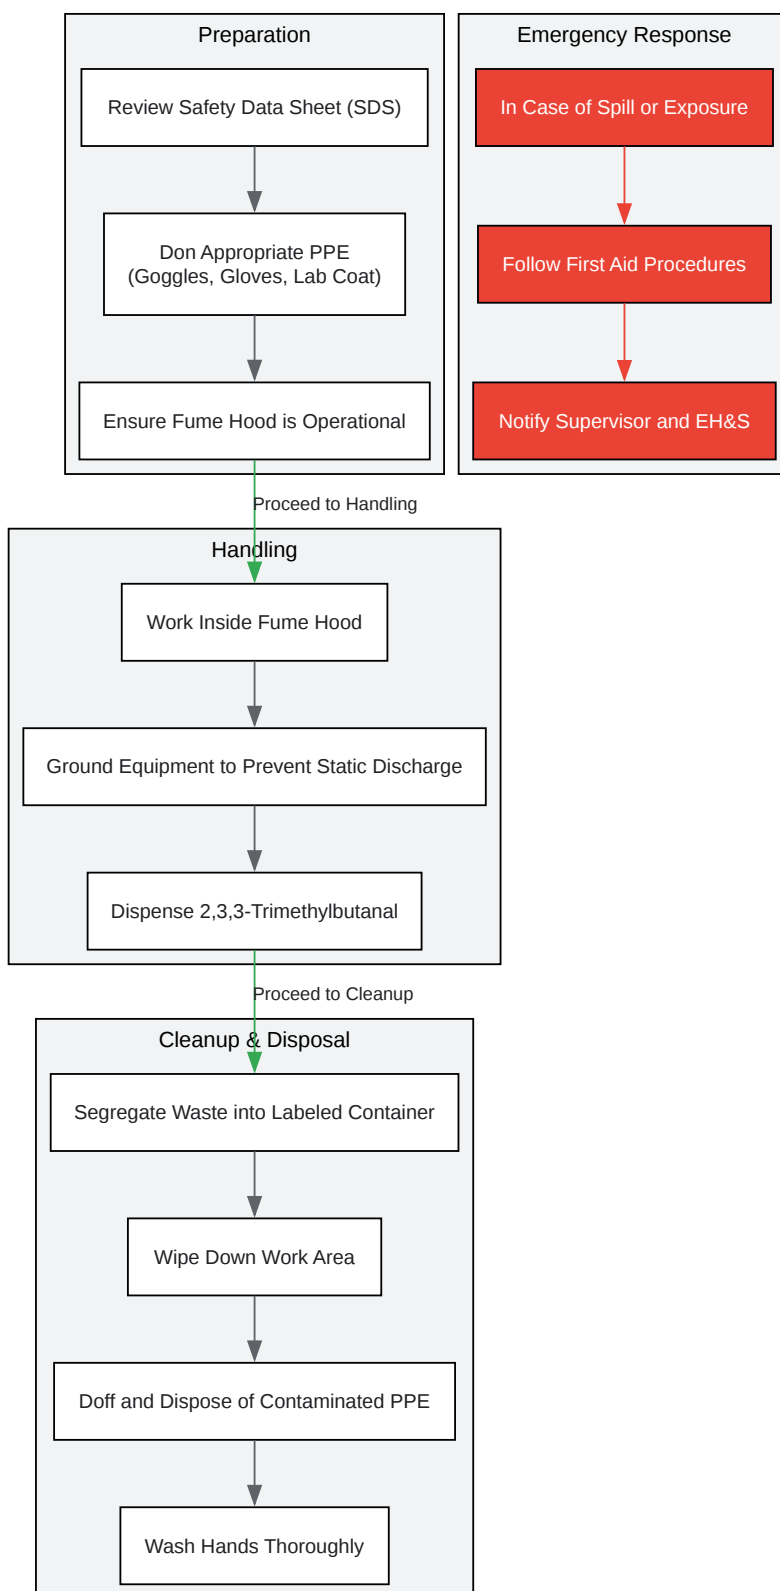 Preparation
Review Safety Data Sheet (SDS)
Don Appropriate PPE
(Goggles, Gloves, Lab Coat)
Ensure Fume Hood is Operational
Emergency Response
In Case of Spill or Exposure
Follow First Aid Procedures
Notify Supervisor and EH&S
Proceed to Handling
Handling
Work Inside Fume Hood
Ground Equipment to Prevent Static Discharge
Dispense 2,3,3-Trimethylbutanal
Proceed to Cleanup
Cleanup & Disposal
Segregate Waste into Labeled Container
Wipe Down Work Area
Doff and Dispose of Contaminated PPE
Wash Hands Thoroughly